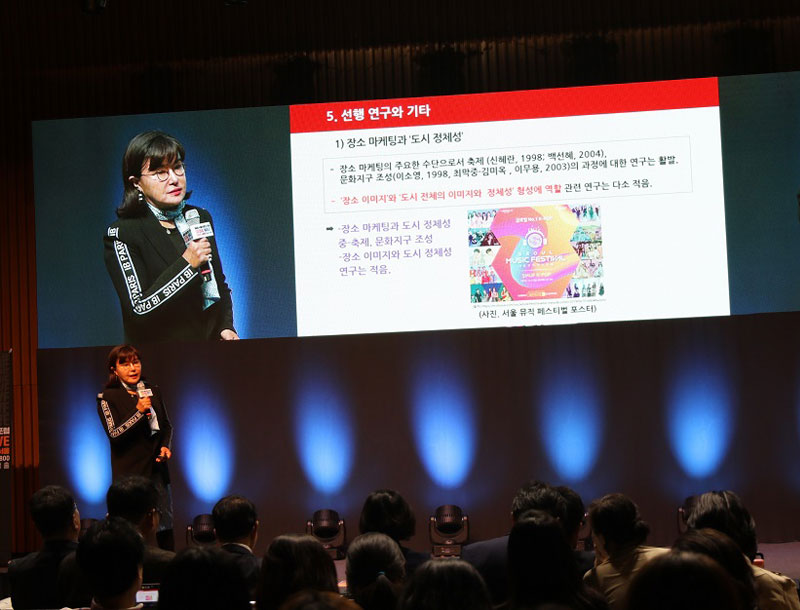 5. 선행 연구와 기타
1) 장소 마케팅과 '도시 정체성'
- 장소 마케팅의 주요한 수단으로서 축제 (신혜란, 1998; 백선혜, 2004),
문화지구 조성(이소영, 1998, 최막중·김미옥 , 이무용, 2003)의 과정에 대한 연구는 활발.
- '장소 이미지'와 '도시 전체의 이미지와 정체성' 형성에 역할 관련 연구는 다소 적음.
➡ ·장소 마케팅과 도시 정체성
중-축제, 문화지구 조성
-장소 이미지와 도시 정체성
연구는 적음.
SEOUL
MUSIC FESTIVAL
(사진. 서울 뮤직 페스티벌 포스터)
IB PARIS
IB PARIS